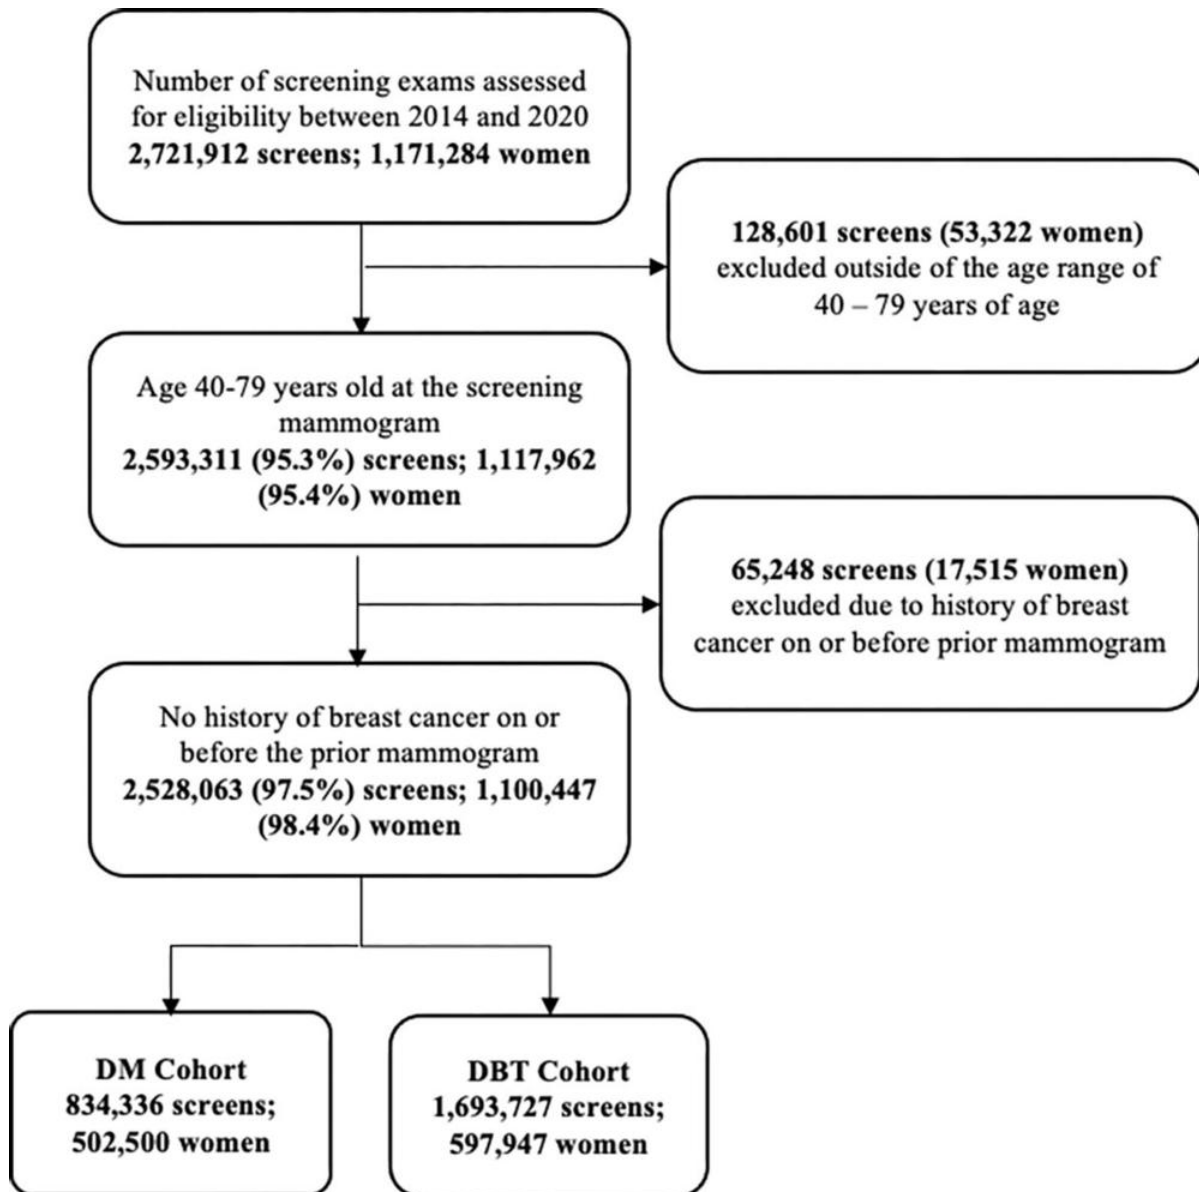 Number of screening exams assessed
for eligibility between 2014 and 2020
2,721,912 screens; 1,171,284 women
128,601 screens (53,322 women)
excluded outside of the age range of
40 – 79 years of age
Age 40-79 years old at the screening
mammogram
2,593,311 (95.3%) screens; 1,117,962
(95.4%) women
65,248 screens (17,515 women)
excluded due to history of breast
cancer on or before prior mammogram
No history of breast cancer on or
before the prior mammogram
2,528,063 (97.5%) screens; 1,100,447
(98.4%) women
DM Cohort
834,336 screens;
502,500 women
DBT Cohort
1,693,727 screens;
597,947 women